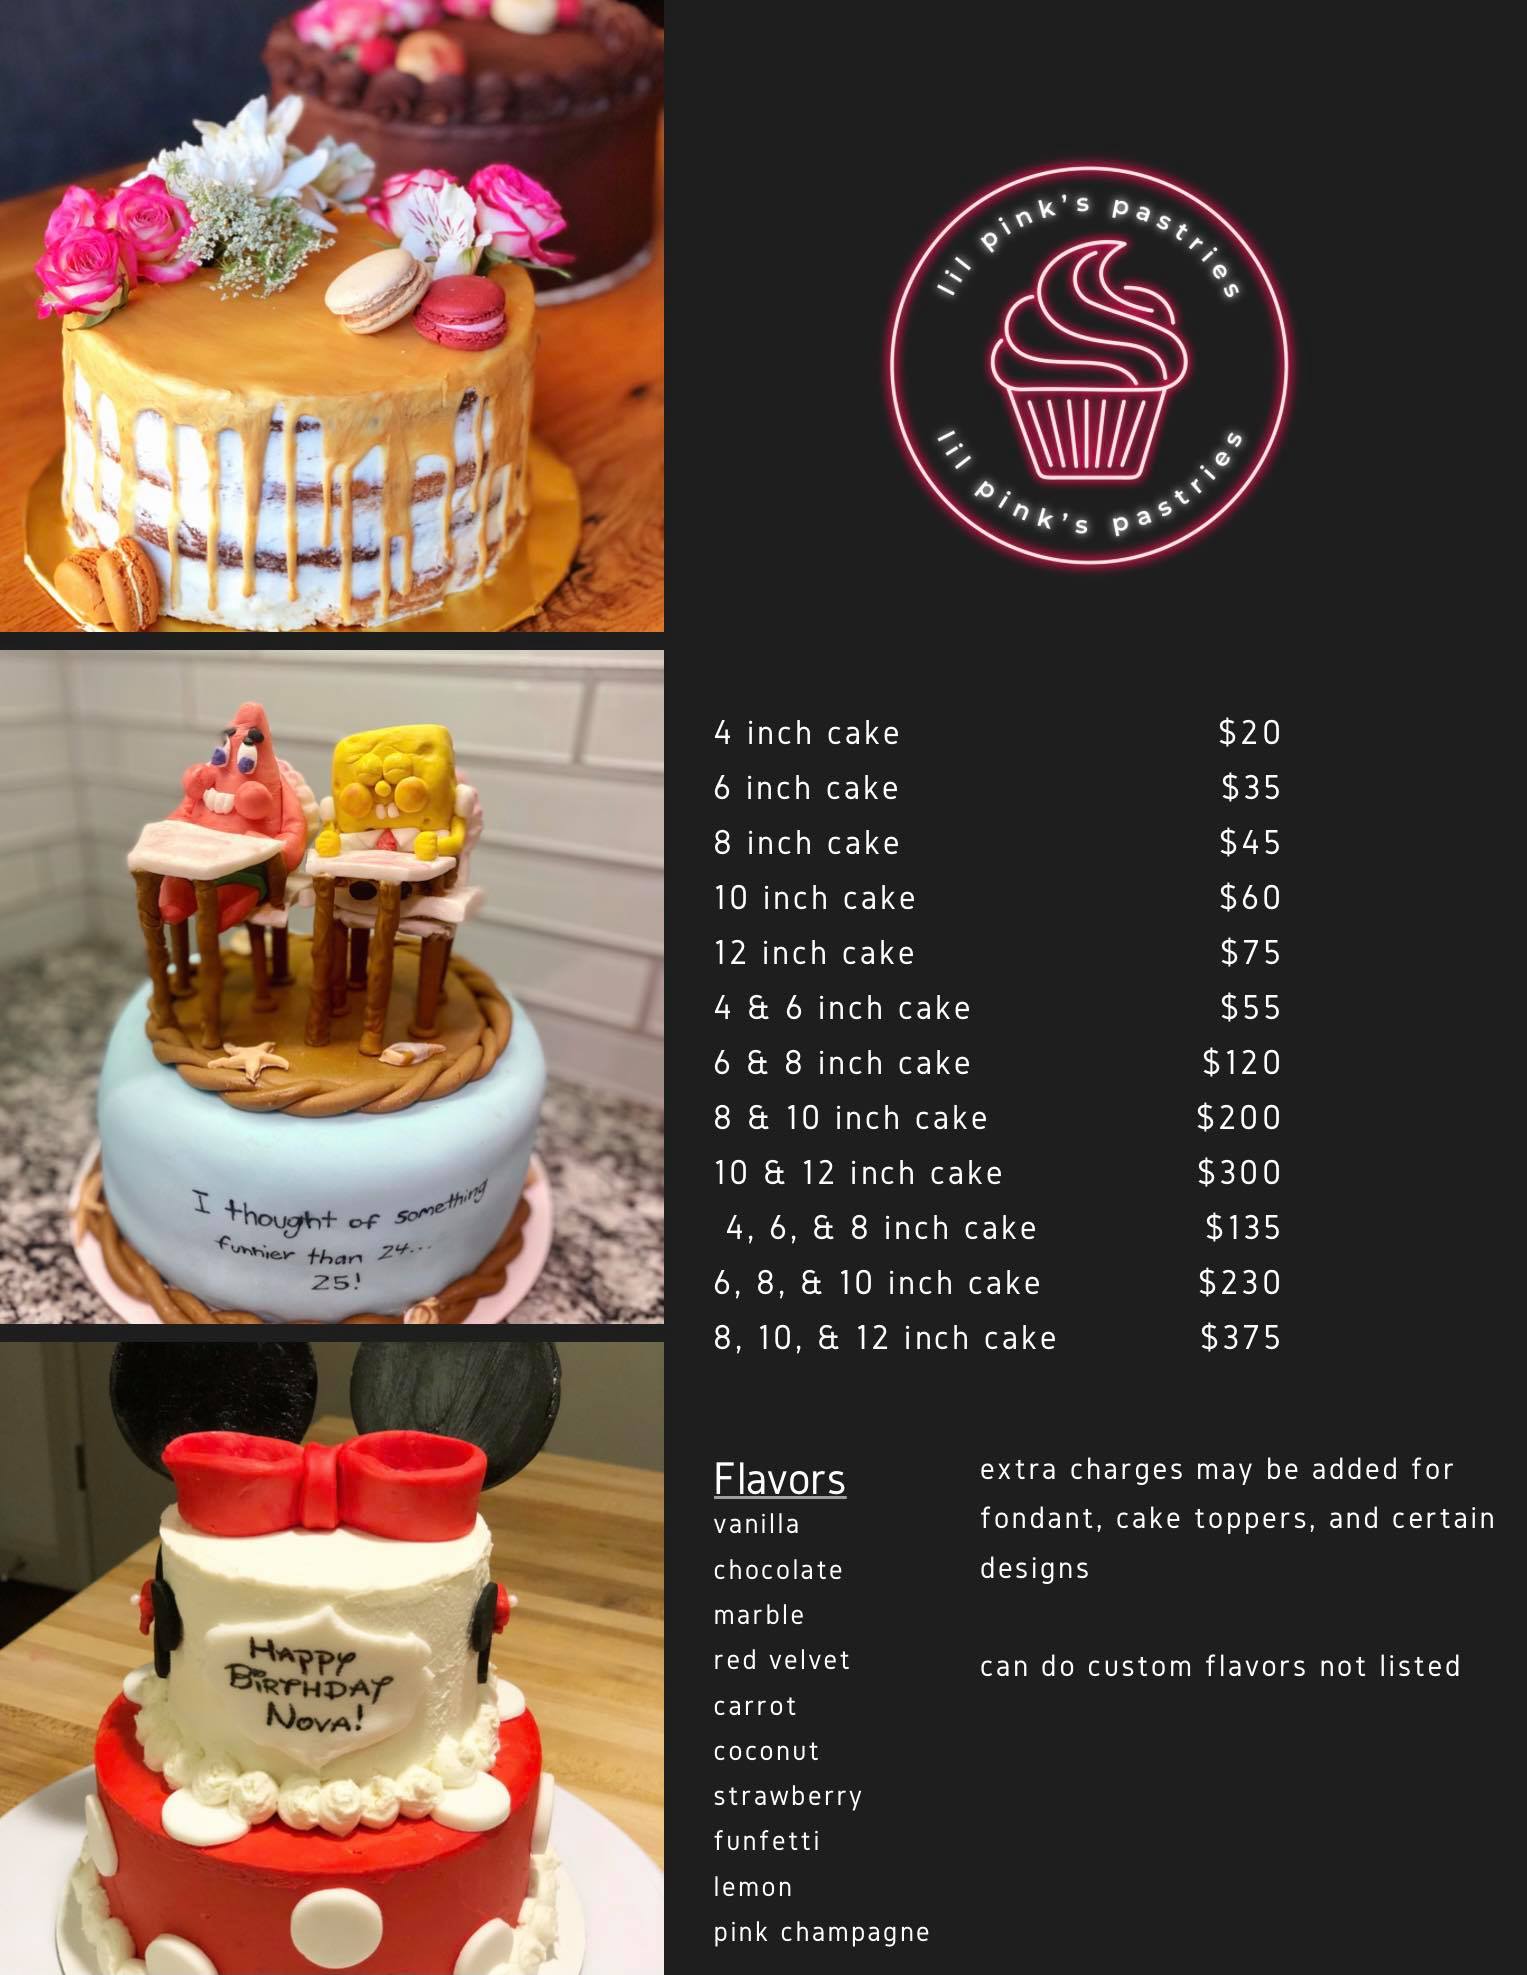 lil pink's pastries
lil pink's pastries
4 inch cake $20
6 inch cake $35
8 inch cake $45
10 inch cake $60
12 inch cake $75
4 & 6 inch cake $55
6 & 8 inch cake $120
8 & 10 inch cake $200
10 & 12 inch cake $300
4, 6, & 8 inch cake $135
6, 8, & 10 inch cake $230
8, 10, & 12 inch cake $375
I thought of something
funnier than 24...
25!
Happy
Birthday
Nova!
Flavors
vanilla
chocolate
marble
red velvet
carrot
coconut
strawberry
funfetti
lemon
pink champagne
extra charges may be added for
fondant, cake toppers, and certain
designs
can do custom flavors not listed